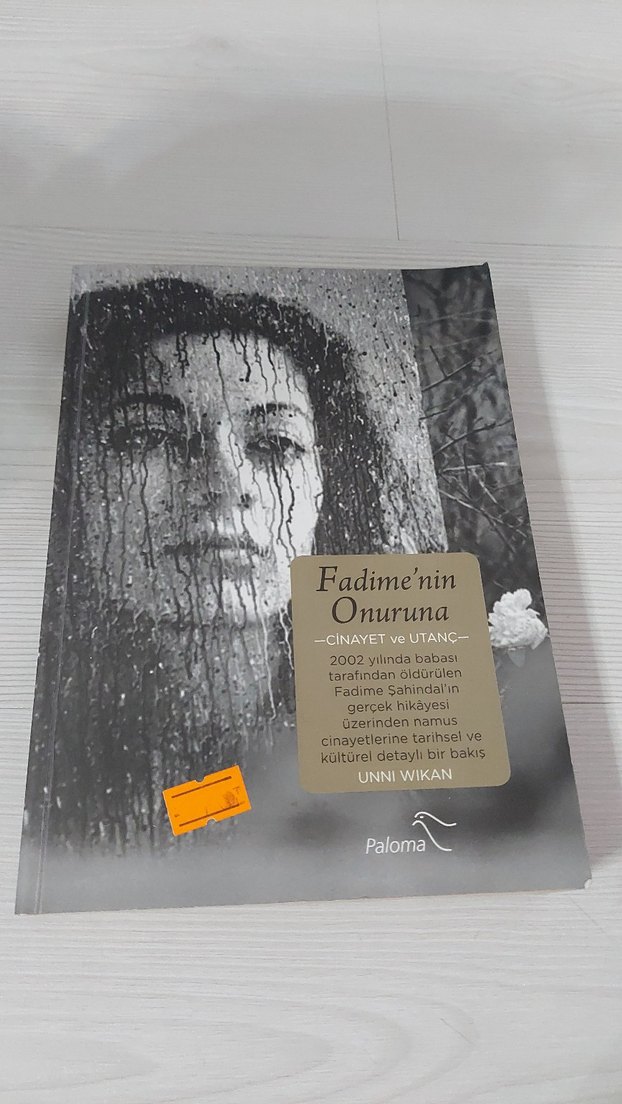 Fadime'nin
Onuruna
—CİNAYET ve UTANÇ—
2002 yılında babası
tarafından öldürülen
Fadime Şahindal'ın
gerçek hikâyesi
üzerinden namus
cinayetlerine tarihsel ve
kültürel detaylı bir bakış
UNNI WIKAN
Paloma